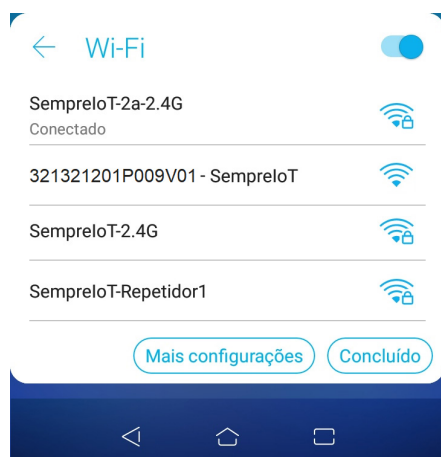 Wi-Fi
SempreIoT-2a-2.4G
Conectado
321321201P009V01 - SempreIoT
SempreIoT-2.4G
SempreIoT-Repetidor1
Mais configurações
Concluído